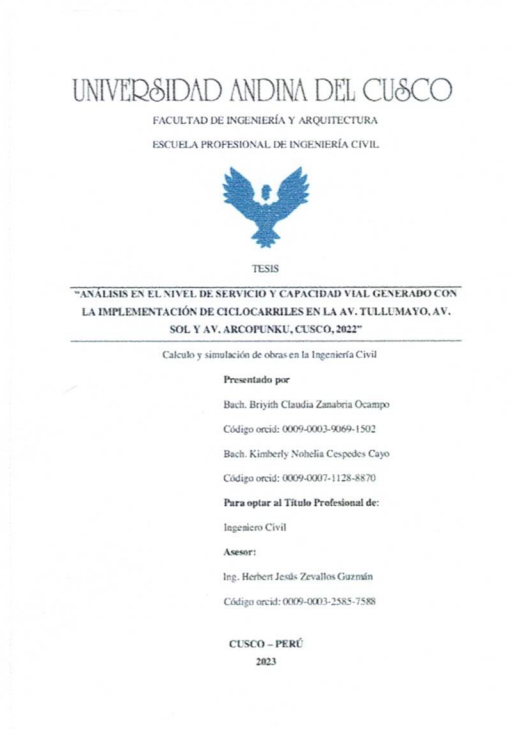 UNIVERSIDAD ANDINA DEL CUSCO
FACULTAD DE INGENIERÍA Y ARQUITECTURA
ESCUELA PROFESIONAL DE INGENIERÍA CIVIL
TESIS
“ANÁLISIS EN EL NIVEL DE SERVICIO Y CAPACIDAD VIAL GENERADO CON
LA IMPLEMENTACIÓN DE CICLOCARRILES EN LA AV. TULLUMAYO, AV.
SOL Y AV. ARCOPUNKU, CUSCO, 2022”
Calculo y simulación de obras en la Ingeniería Civil
Presentado por
Bach. Briyith Claudia Zanabria Ocampo
Código orcid: 0009-0003-9069-1502
Bach. Kimberly Nohelia Cespedes Cayo
Código orcid: 0009-0007-1128-8870
Para optar al Título Profesional de:
Ingeniero Civil
Asesor:
Ing. Herbert Jesús Zevallos Guzmán
Código orcid: 0009-0003-2585-7588
CUSCO – PERÚ
2023